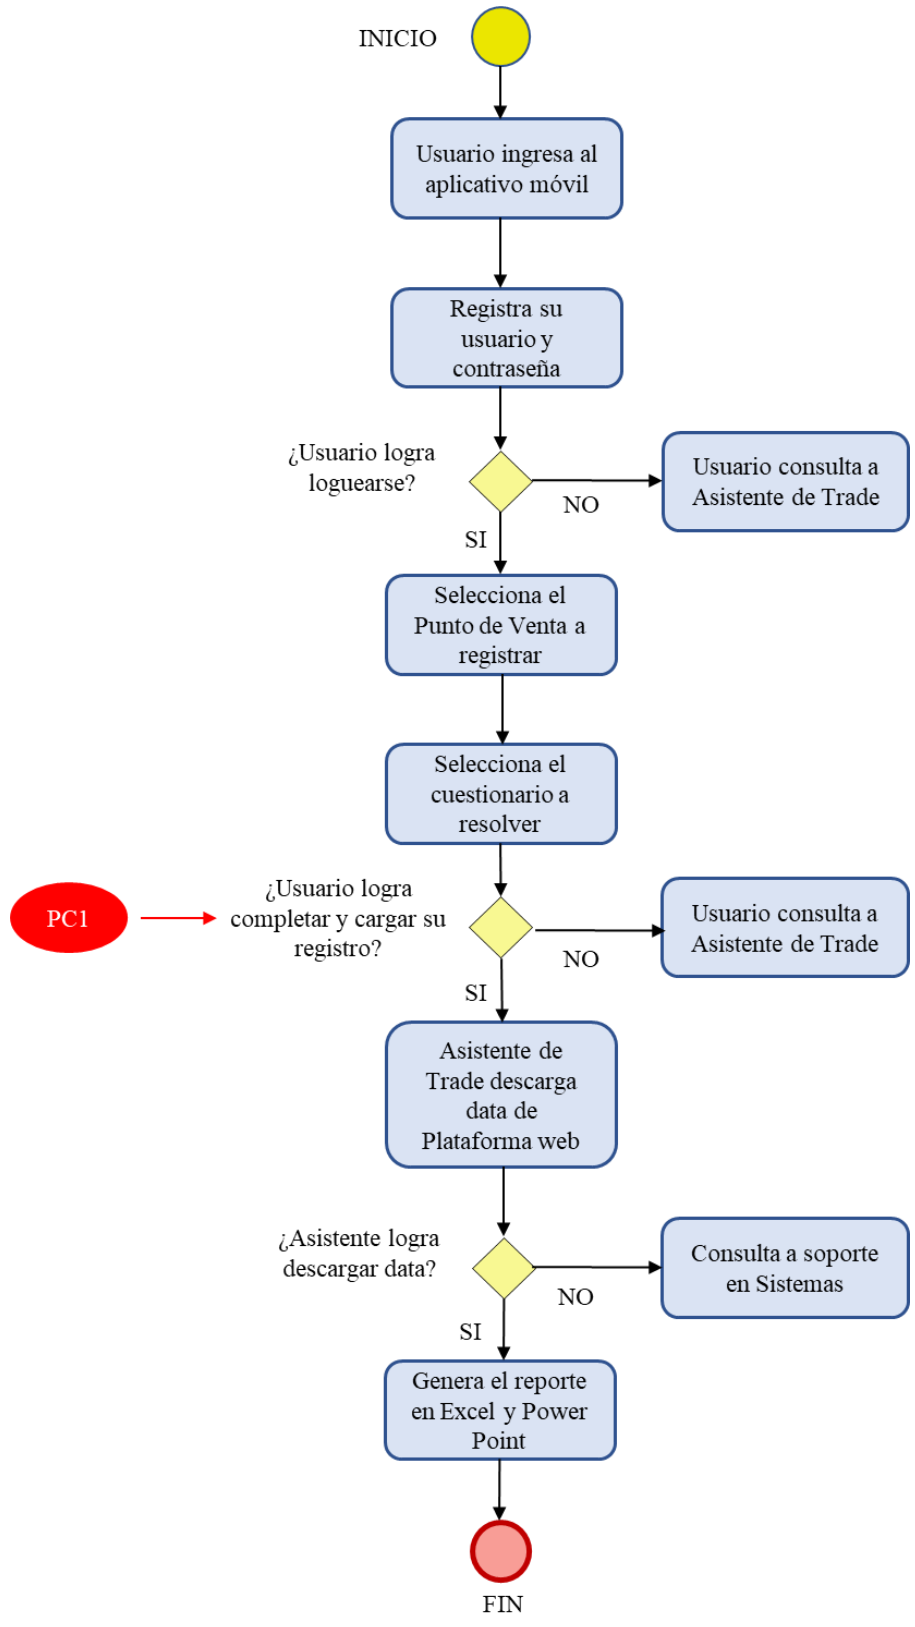 INICIO
Usuario ingresa al
aplicativo móvil
Registra su
usuario y
contraseña
¿Usuario logra
loguearse?
NO
Usuario consulta a
Asistente de Trade
SI
Selecciona el
Punto de Venta a
registrar
Selecciona el
cuestionario a
resolver
PC1
¿Usuario logra
completar y cargar su
registro?
NO
Usuario consulta a
Asistente de Trade
SI
Asistente de
Trade descarga
data de
Plataforma web
¿Asistente logra
descargar data?
NO
Consulta a soporte
en Sistemas
SI
Genera el reporte
en Excel y Power
Point
FIN